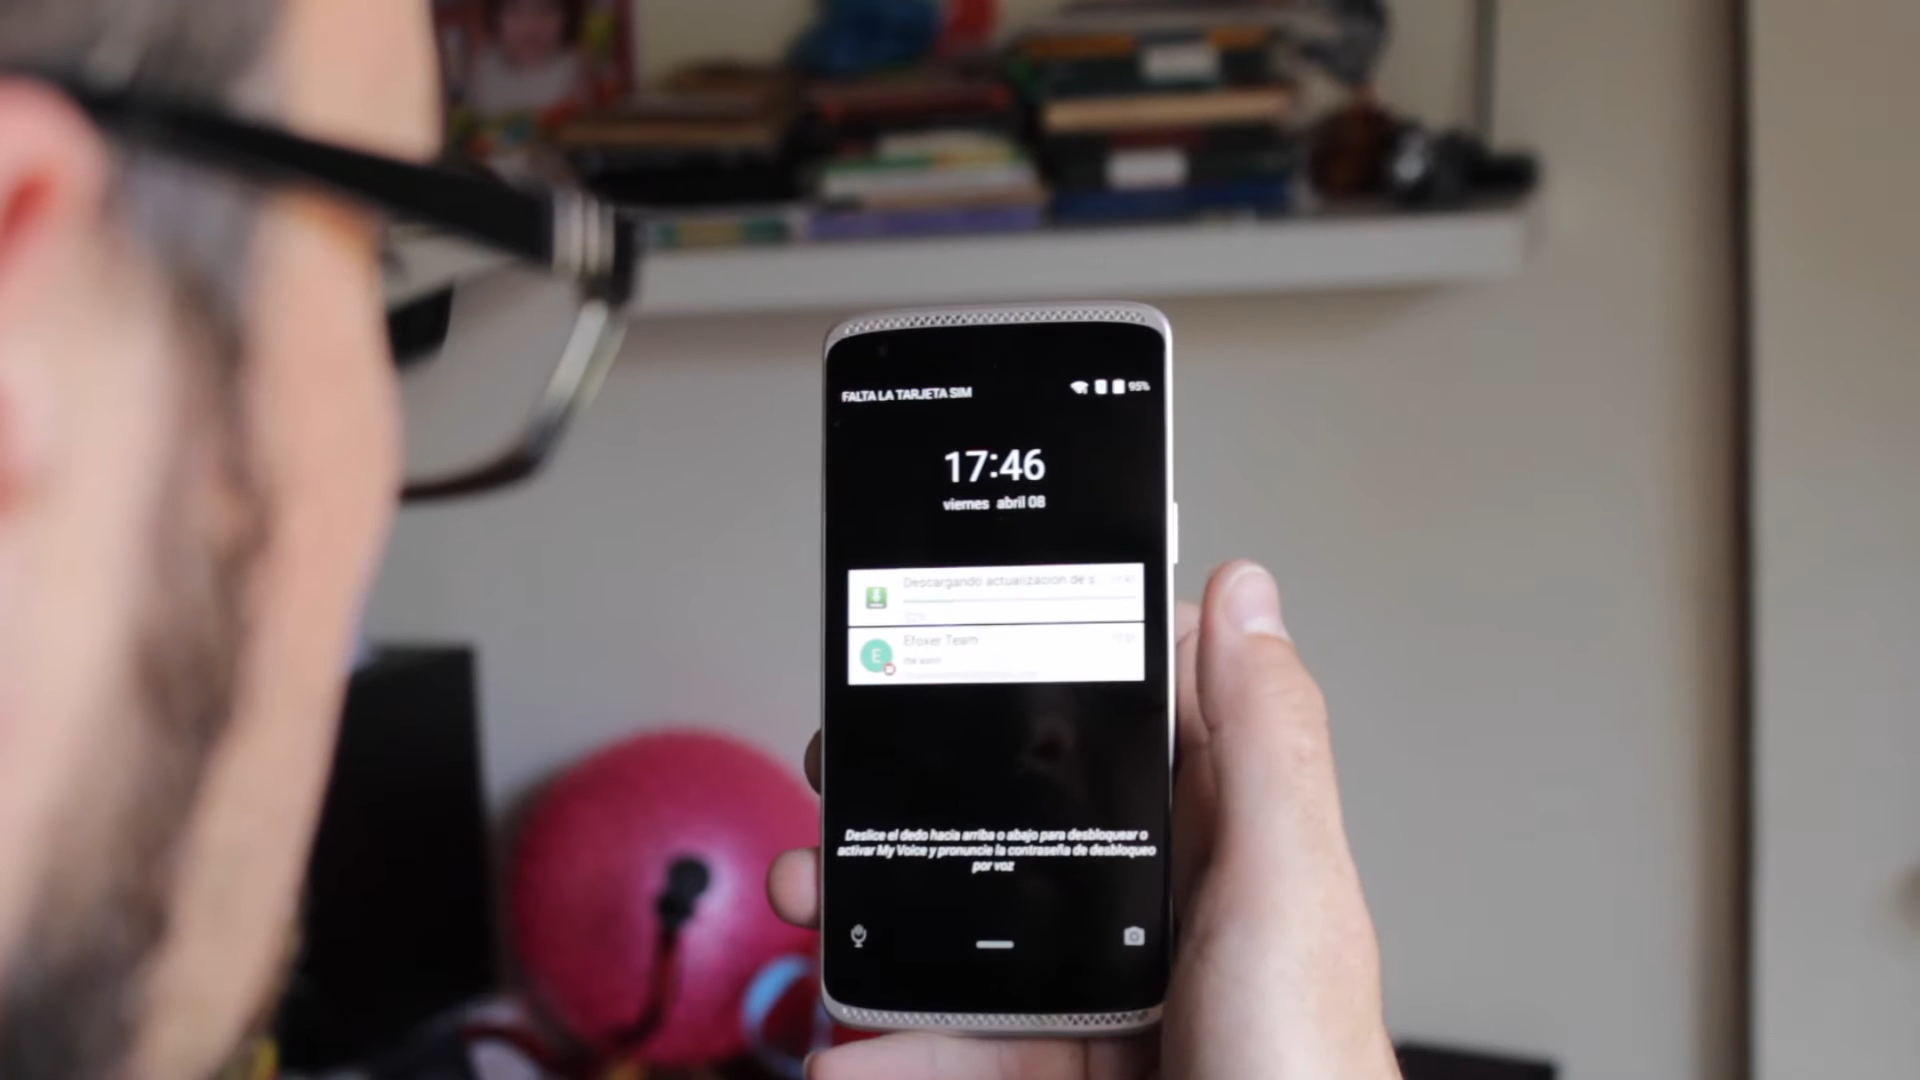 FALTA LA TARJETA SIM
95%
17:46
viernes abril 08
Descargando actualización de s
Efoxer Team
E
Deslice el dedo hacia arriba o abajo para desbloquear o
activar My Voice y pronuncie la contraseña de desbloqueo
por voz